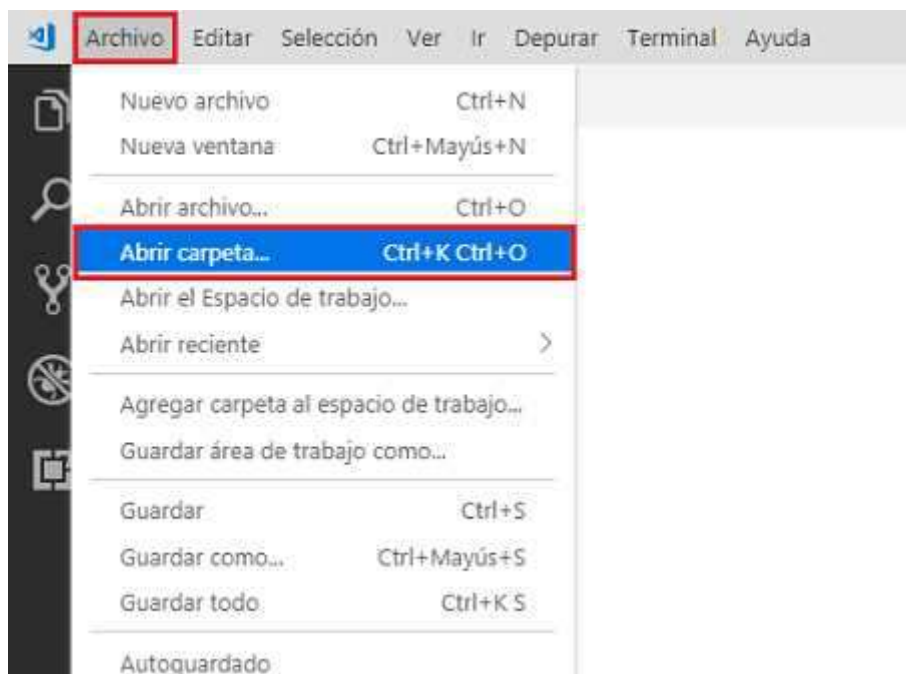 Archivo Editar Selección Ver Ir Depurar Terminal Ayuda
Nuevo archivo Ctrl+N
Nueva ventana Ctrl+Mayús+N
Abrir archivo... Ctrl+O
Abrir carpeta... Ctrl+K Ctrl+O
Abrir el Espacio de trabajo...
Abrir reciente
Agregar carpeta al espacio de trabajo...
Guardar área de trabajo como...
Guardar Ctrl+S
Guardar como... Ctrl+Mayús+S
Guardar todo Ctrl+K S
Autoguardado